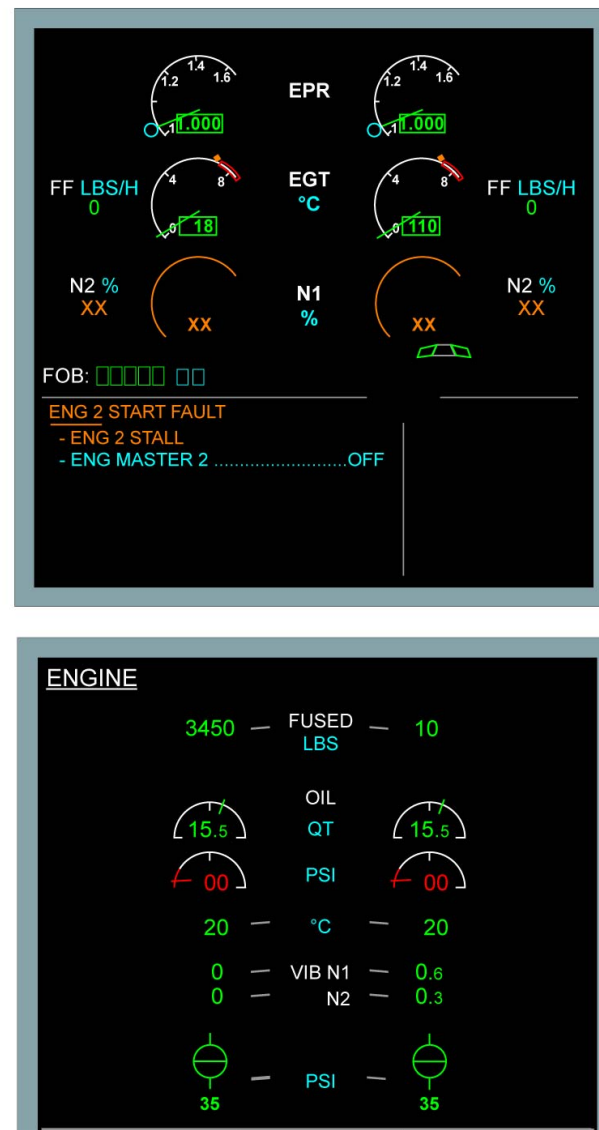 1.2 1.4 1.6 EPR 1.2 1.4 1.6
1 1.000 1 1.000
FF LBS/H 4 8 EGT 4 8 FF LBS/H
0 0 18 °C 0 110 0
N2 % N1 N2 %
XX XX % XX XX
FOB:
ENG 2 START FAULT
- ENG 2 STALL
- ENG MASTER 2 ..........................OFF
ENGINE
3450 FUSED 10
LBS
OIL
15.5 QT 15.5
00 PSI 00
20 °C 20
0 VIB N1 0.6
0 N2 0.3
PSI
35 35